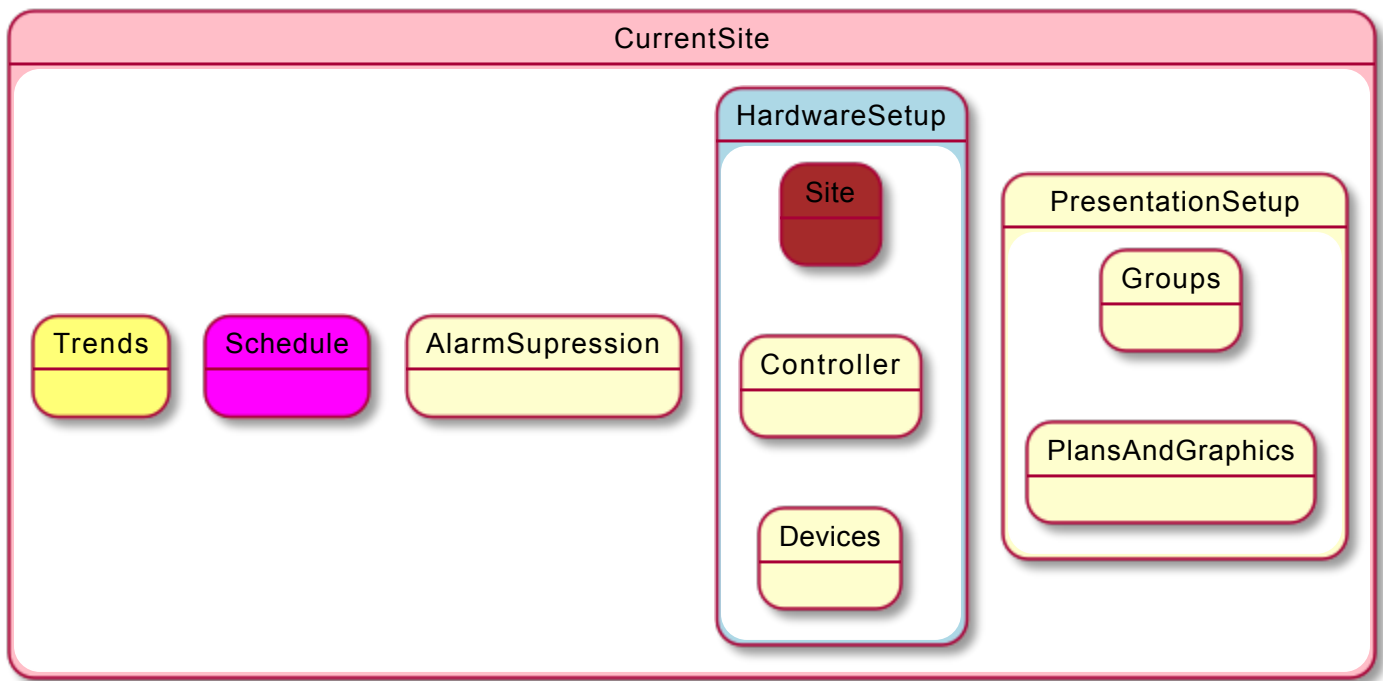 CurrentSite
HardwareSetup
Site
Controller
Devices
PresentationSetup
Groups
PlansAndGraphics
Trends
Schedule
AlarmSupression